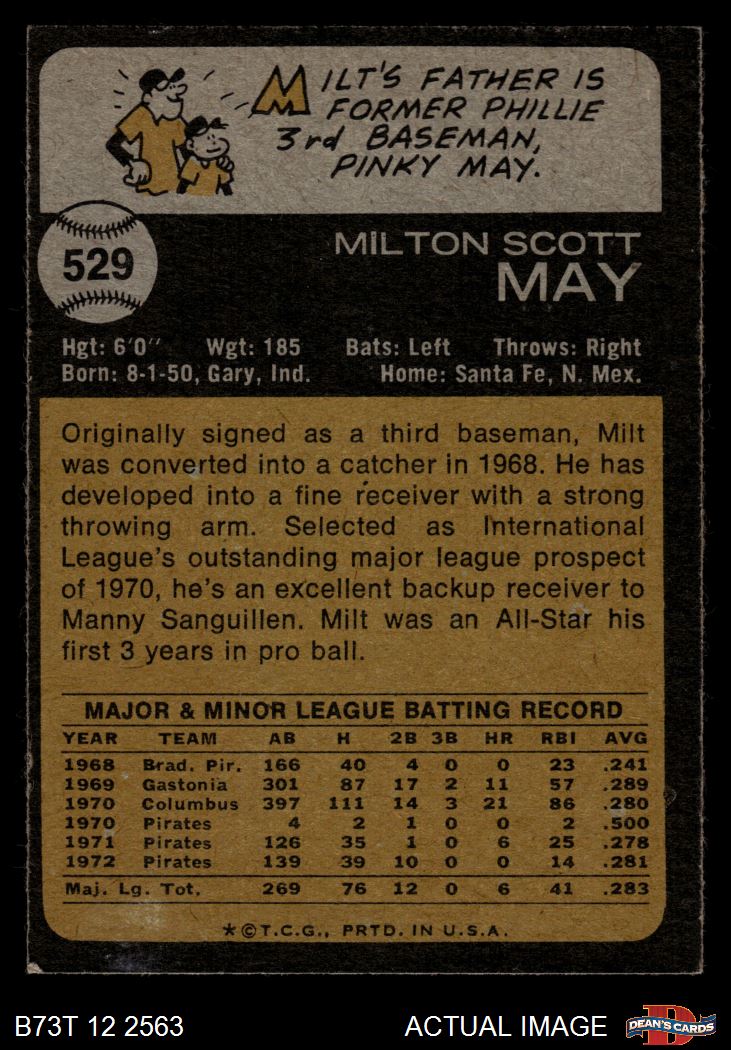 MILT'S FATHER IS
FORMER PHILLIE
3rd BASEMAN,
PINKY MAY.
529
MILTON SCOTT
MAY
Hgt: 6'0" Wgt: 185 Bats: Left Throws: Right
Born: 8-1-50, Gary, Ind. Home: Santa Fe, N. Mex.
Originally signed as a third baseman, Milt
was converted into a catcher in 1968. He has
developed into a fine receiver with a strong
throwing arm. Selected as International
League's outstanding major league prospect
of 1970, he's an excellent backup receiver to
Manny Sanguillen. Milt was an All-Star his
first 3 years in pro ball.
MAJOR & MINOR LEAGUE BATTING RECORD
YEAR TEAM AB H 2B 3B HR RBI AVG
1968 Brad. Pir. 166 40 4 0 0 23 .241
1969 Gastonia 301 87 17 2 11 57 .289
1970 Columbus 397 111 14 3 21 86 .280
1970 Pirates 4 2 1 0 0 2 .500
1971 Pirates 126 35 1 0 6 25 .278
1972 Pirates 139 39 10 0 0 14 .281
Maj. Lg. Tot. 269 76 12 0 6 41 .283
*©T.C.G., PRTD. IN U.S.A.
B73T 12 2563 ACTUAL IMAGE D DEAN'S CARDS